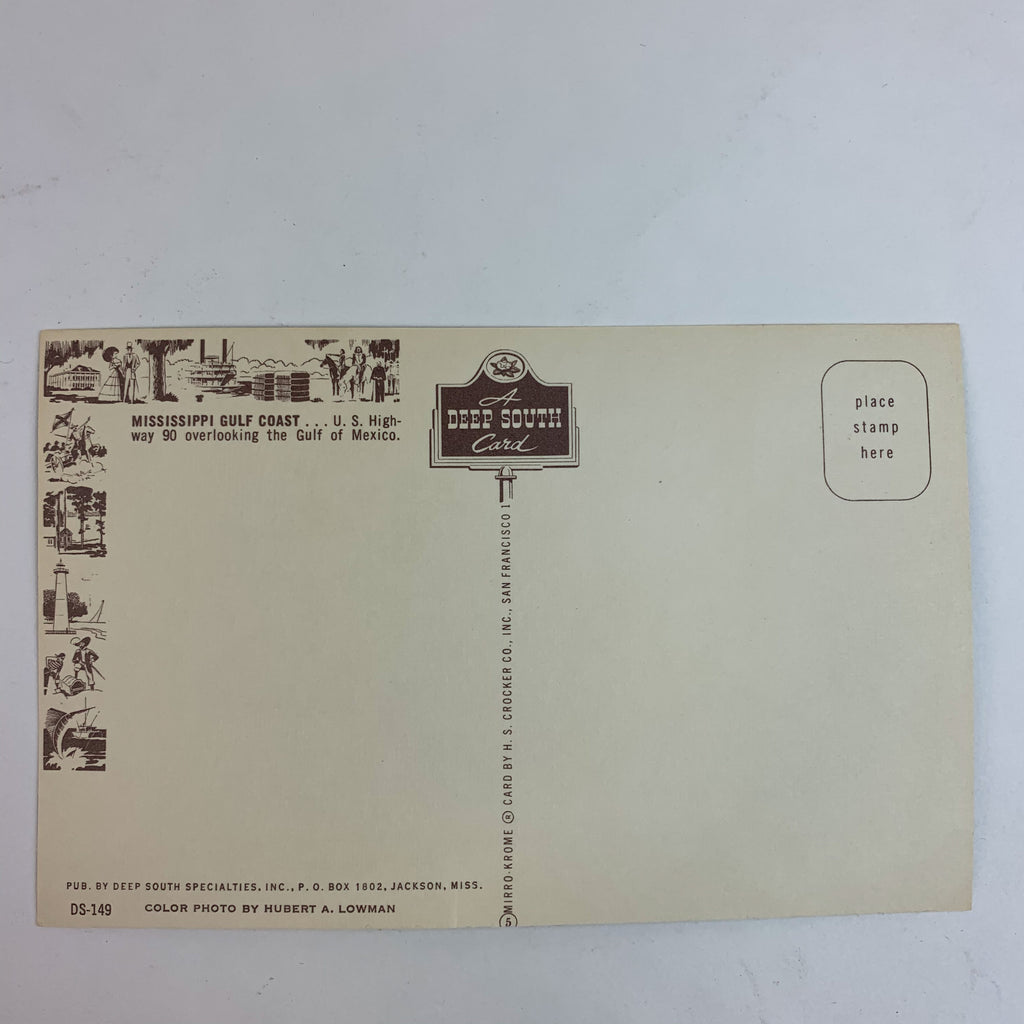 MISSISSIPPI GULF COAST . . . U. S. High-
way 90 overlooking the Gulf of Mexico.
A
DEEP SOUTH
Card
place
stamp
here
MIRRO-KROME ® CARD BY H. S. CROCKER CO., INC., SAN FRANCISCO 1
5
PUB. BY DEEP SOUTH SPECIALTIES, INC., P. O. BOX 1802, JACKSON, MISS.
DS-149 COLOR PHOTO BY HUBERT A. LOWMAN